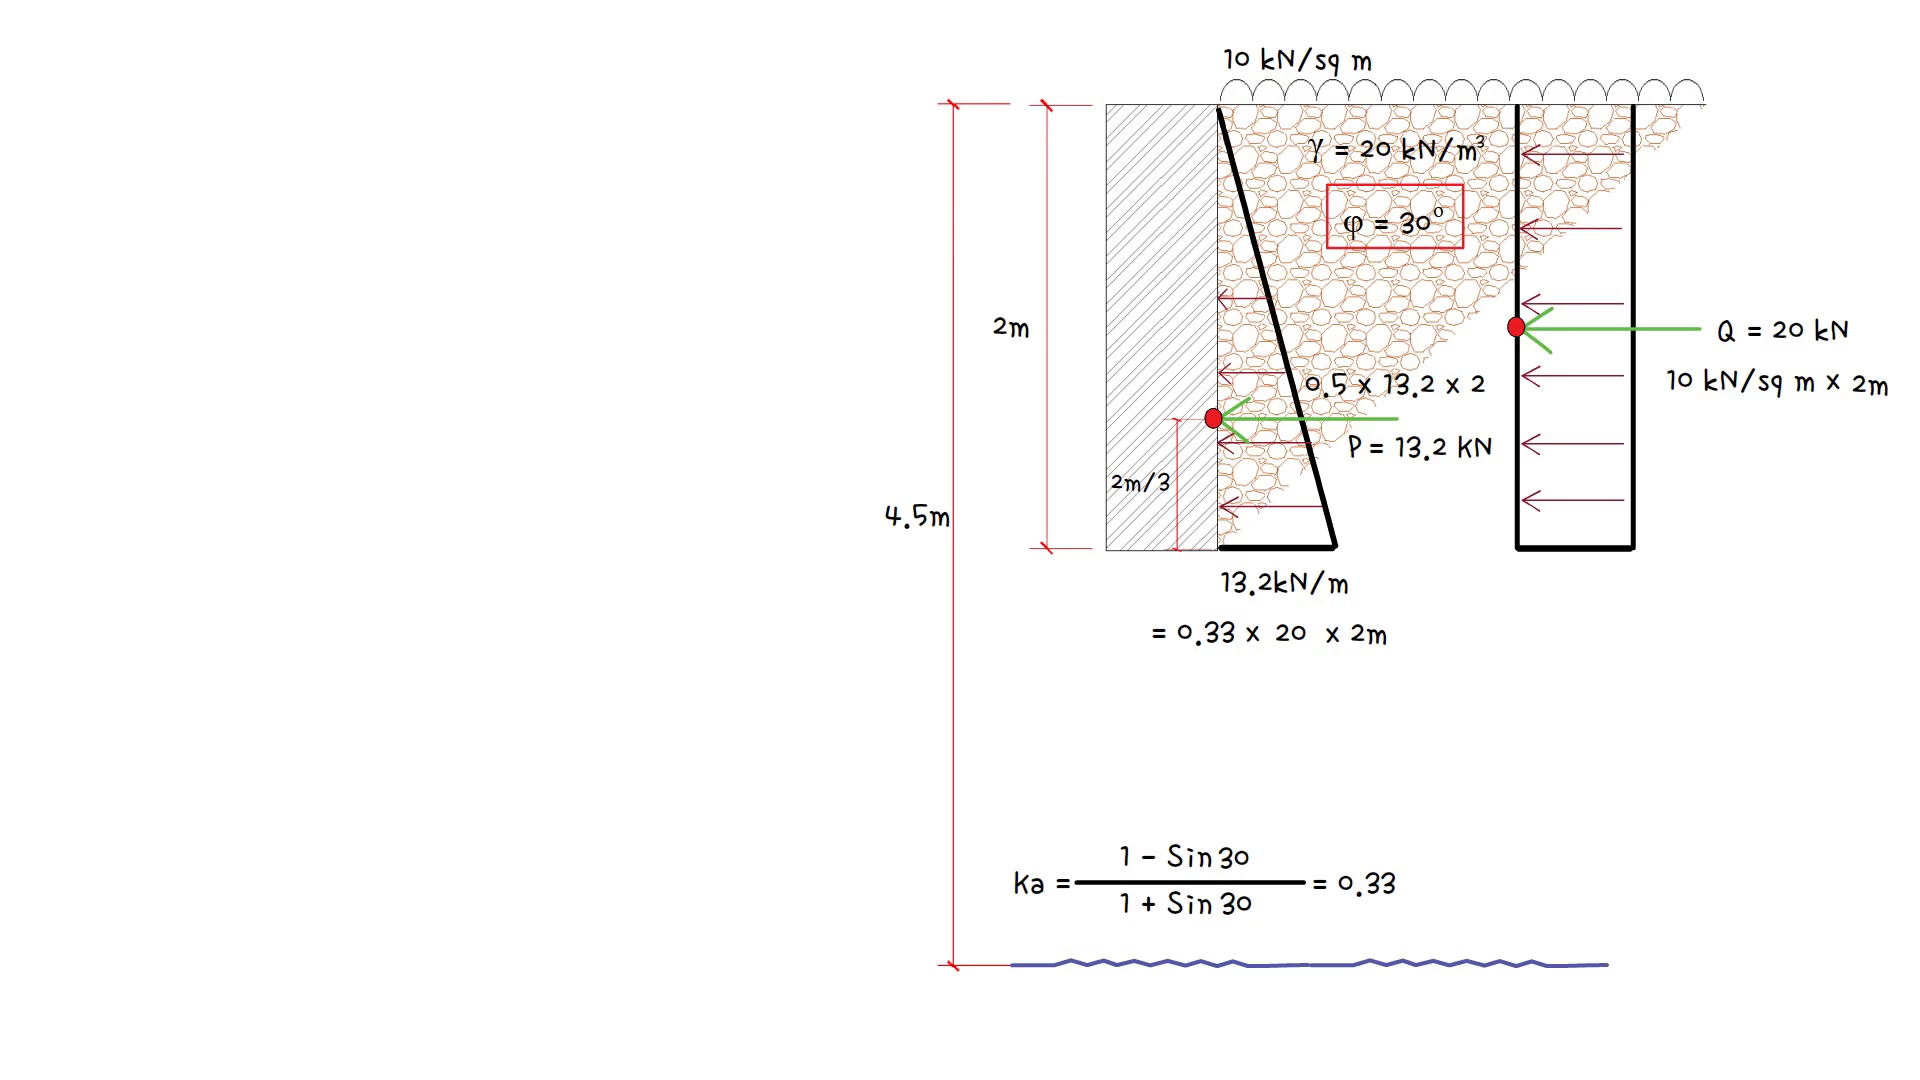 10 kN/sq m
γ = 20 kN/m³
φ = 30°
2m
Q = 20 kN
10 kN/sq m x 2m
0.5 x 13.2 x 2
P = 13.2 KN
2m/3
4.5m
13.2kN/m
= 0.33 x 20 x 2m
1 - Sin 30
Ka = = 0.33
1 + Sin 30